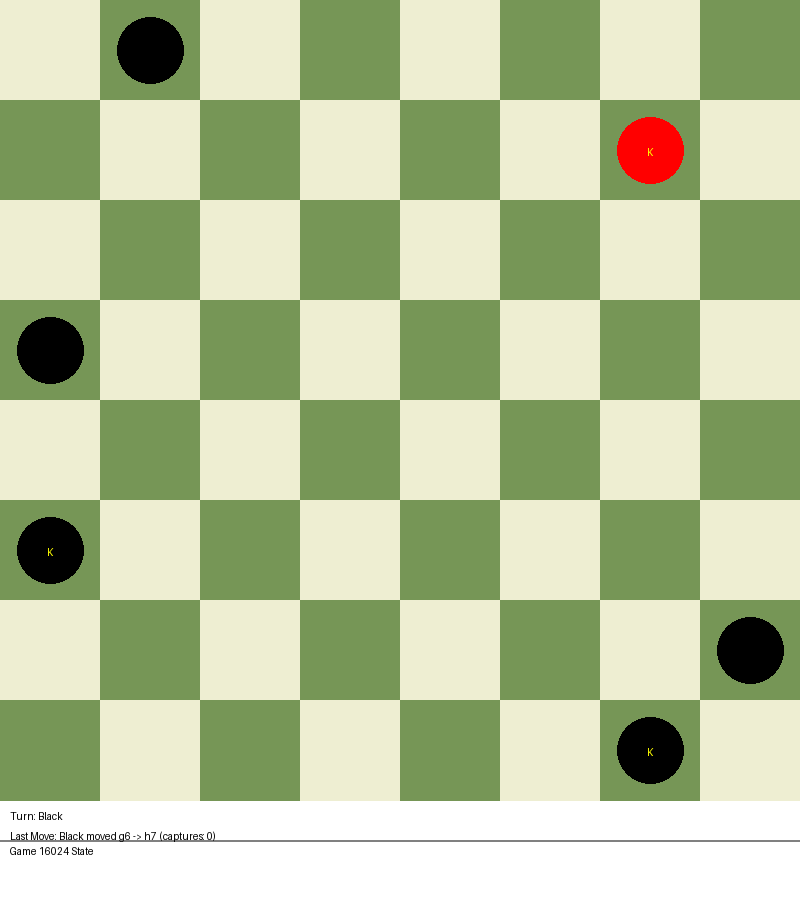 K
K
K
Turn: Black
Last Move: Black moved g6 -> h7 (captures: 0)
Game 16024 State